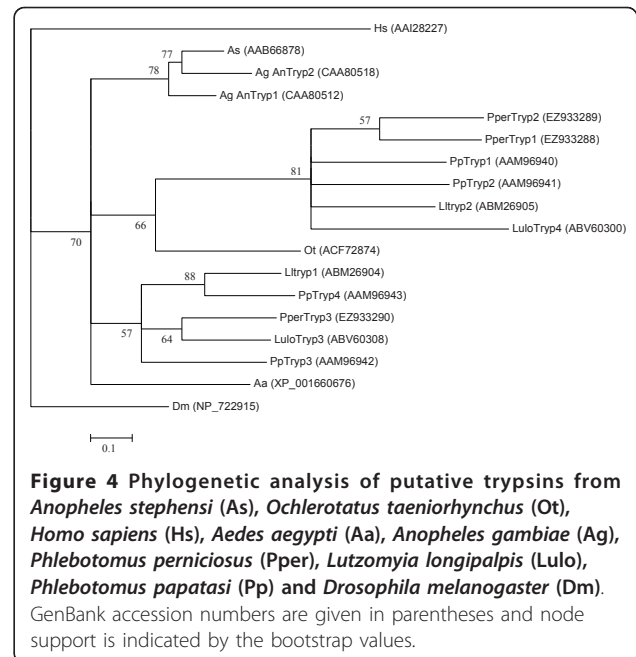 Hs (AAI28227)
As (AAB66878)
77
Ag AnTryp2 (CAA80518)
78
Ag AnTryp1 (CAA80512)
PperTryp2 (EZ933289)
57
PperTryp1 (EZ933288)
PpTryp1 (AAM96940)
81
PpTryp2 (AAM96941)
Lltryp2 (ABM26905)
LuloTryp4 (ABV60300)
66
70
Ot (ACF72874)
Lltryp1 (ABM26904)
88
PpTryp4 (AAM96943)
PperTryp3 (EZ933290)
57
64
LuloTryp3 (ABV60308)
PpTryp3 (AAM96942)
Aa (XP_001660676)
Dm (NP_722915)
0.1
Figure 4 Phylogenetic analysis of putative trypsins from
Anopheles stephensi (As), Ochlerotatus taeniorhynchus (Ot),
Homo sapiens (Hs), Aedes aegypti (Aa), Anopheles gambiae (Ag),
Phlebotomus perniciosus (Pper), Lutzomyia longipalpis (Lulo),
Phlebotomus papatasi (Pp) and Drosophila melanogaster (Dm).
GenBank accession numbers are given in parentheses and node
support is indicated by the bootstrap values.